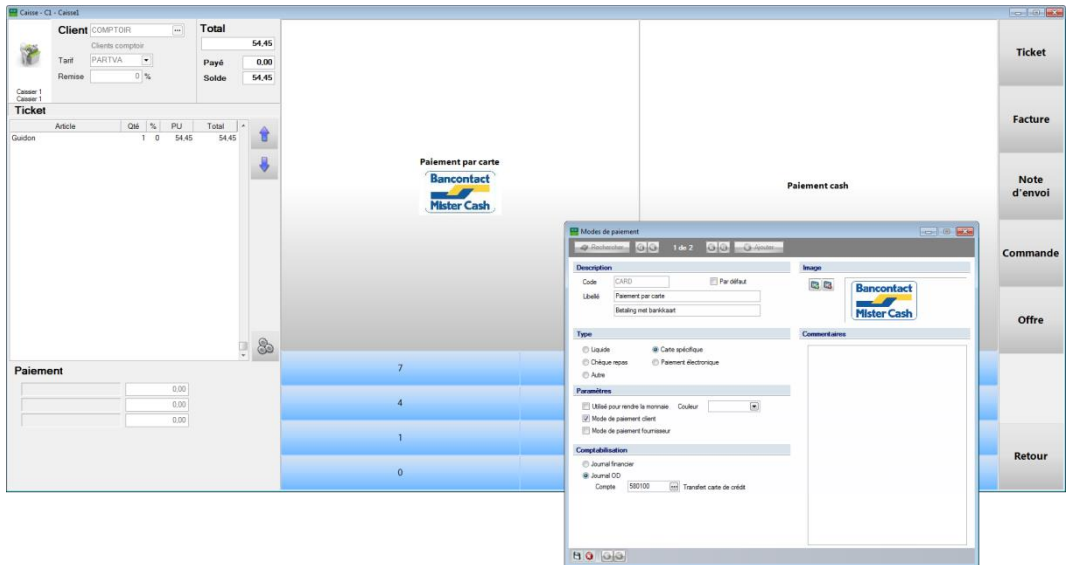 Caisse - C1 - Caisse1
Client COMPTOIR ...
Clients comptoir
Tarif PARTVA
Remise 0 %
Caissier 1
Caissier 1
Total
54,45
Payé 0,00
Solde 54,45
Ticket
Article Qté % PU Total
Guidon 1 0 54,45 54,45
Paiement
0,00
0,00
0,00
Paiement par carte
Bancontact
Mister Cash
Paiement cash
7
4
1
0
Ticket
Facture
Note
d'envoi
Commande
Offre
Retour
Modes de paiement
Rechercher 1 de 2 Ajouter
Description
Code CARD Par défaut
Libellé Paiement par carte
Betaling met bankkaart
Image
Bancontact
Mister Cash
Type
Liquide Carte spécifique
Chèque repas Paiement électronique
Autre
Paramètres
Utilisé pour rendre la monnaie Couleur
Mode de paiement client
Mode de paiement fournisseur
Comptabilisation
Journal financier
Journal OD
Compte 580100 ... Transfert carte de crédit
Commentaires